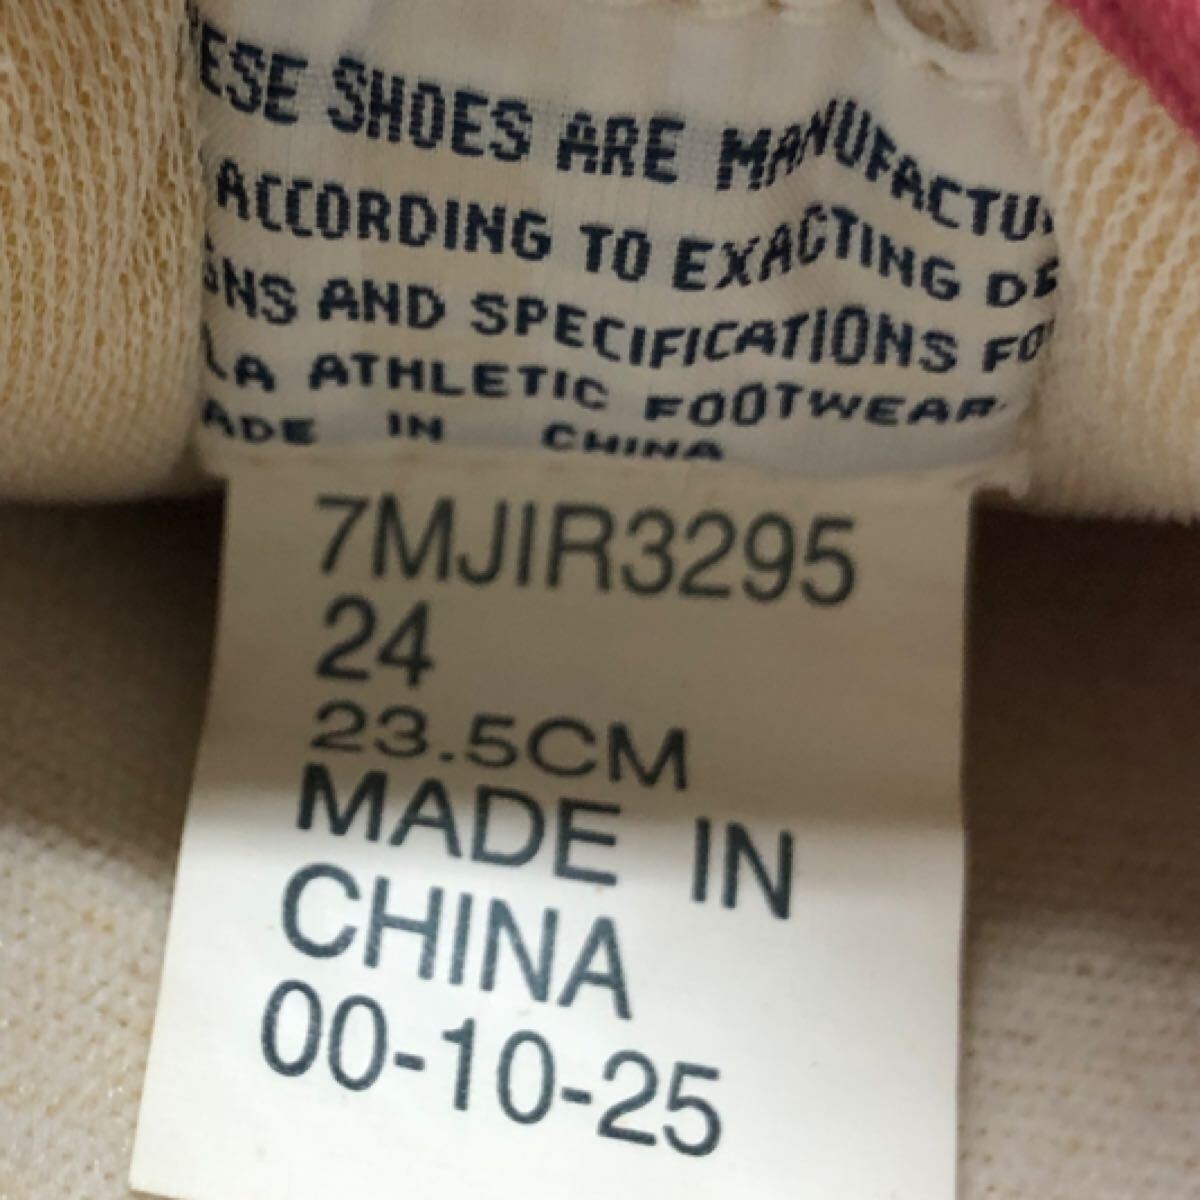 ESE SHOES ARE MANUFACTU
ACCORDING TO EXACTING DE
GNS AND SPECIFICATIONS FO
LA ATHLETIC FOOTWEAR.
ADE IN CHINA
7MJIR3295
24
23.5CM
MADE IN
CHINA
00-10-25